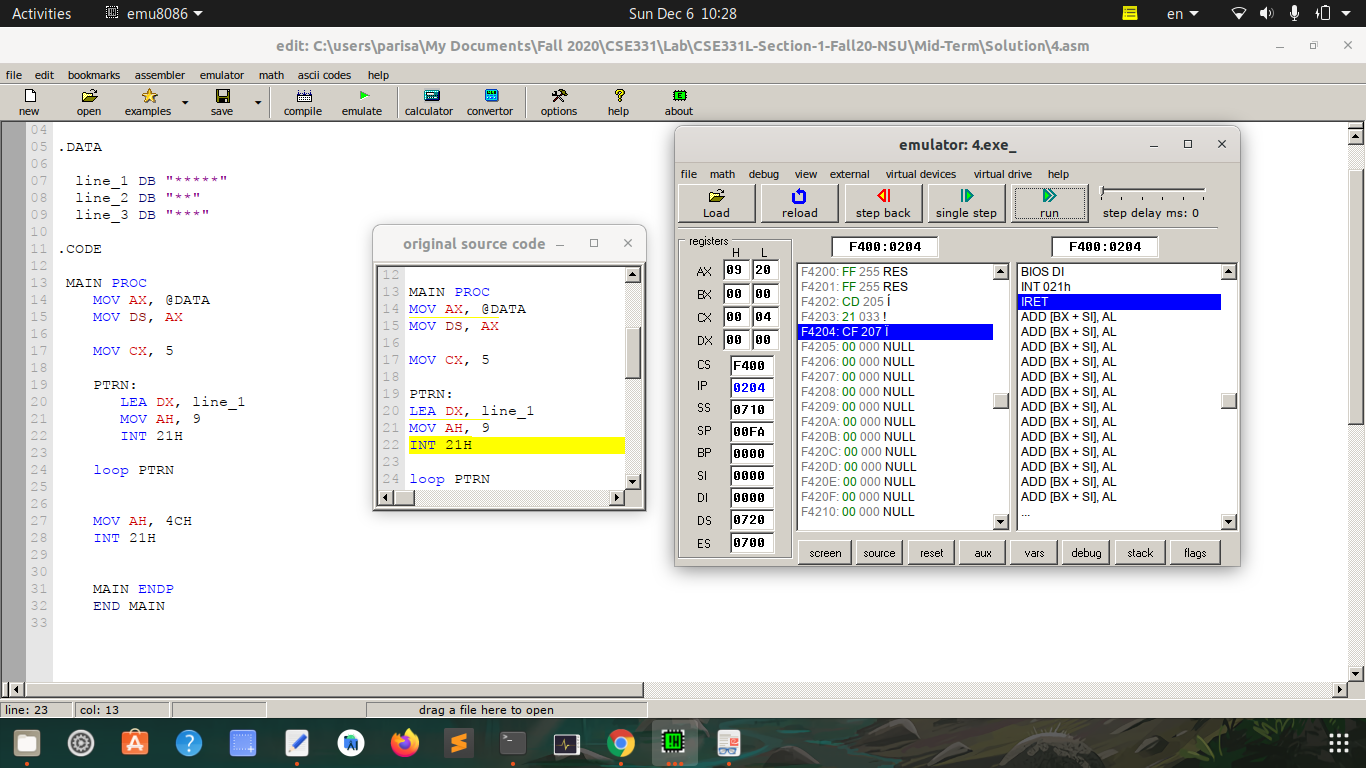 Activities emu8086 Sun Dec 6 10:28 en
edit: C:\users\parisa\My Documents\Fall 2020\CSE331\Lab\CSE331L-Section-1-Fall20-NSU\Mid-Term\Solution\4.asm
file edit bookmarks assembler emulator math ascii codes help
new open examples save compile emulate calculator convertor options help about
04
05 .DATA
06
07 line_1 DB "*****"
08 line_2 DB "**"
09 line_3 DB "***"
10
11 .CODE
12
13 MAIN PROC
14 MOV AX, @DATA
15 MOV DS, AX
16
17 MOV CX, 5
18
19 PTRN:
20 LEA DX, line_1
21 MOV AH, 9
22 INT 21H
23
24 loop PTRN
25
26
27 MOV AH, 4CH
28 INT 21H
29
30
31 MAIN ENDP
32 END MAIN
33
line: 23 col: 13 drag a file here to open
original source code
12
13 MAIN PROC
14 MOV AX, @DATA
15 MOV DS, AX
16
17 MOV CX, 5
18
19 PTRN:
20 LEA DX, line_1
21 MOV AH, 9
22 INT 21H
23
24 loop PTRN
emulator: 4.exe_
file math debug view external virtual devices virtual drive help
Load reload step back single step run step delay ms: 0
registers
H L
AX 09 20
BX 00 00
CX 00 04
DX 00 00
CS F400
IP 0204
SS 0710
SP 00FA
BP 0000
SI 0000
DI 0000
DS 0720
ES 0700
F400:0204 F400:0204
F4200: FF 255 RES
F4201: FF 255 RES
F4202: CD 205 Í
F4203: 21 033 !
F4204: CF 207 Ï
F4205: 00 000 NULL
F4206: 00 000 NULL
F4207: 00 000 NULL
F4208: 00 000 NULL
F4209: 00 000 NULL
F420A: 00 000 NULL
F420B: 00 000 NULL
F420C: 00 000 NULL
F420D: 00 000 NULL
F420E: 00 000 NULL
F420F: 00 000 NULL
F4210: 00 000 NULL
BIOS DI
INT 021h
IRET
ADD [BX + SI], AL
ADD [BX + SI], AL
ADD [BX + SI], AL
ADD [BX + SI], AL
ADD [BX + SI], AL
ADD [BX + SI], AL
ADD [BX + SI], AL
ADD [BX + SI], AL
ADD [BX + SI], AL
ADD [BX + SI], AL
ADD [BX + SI], AL
ADD [BX + SI], AL
ADD [BX + SI], AL
...
screen source reset aux vars debug stack flags